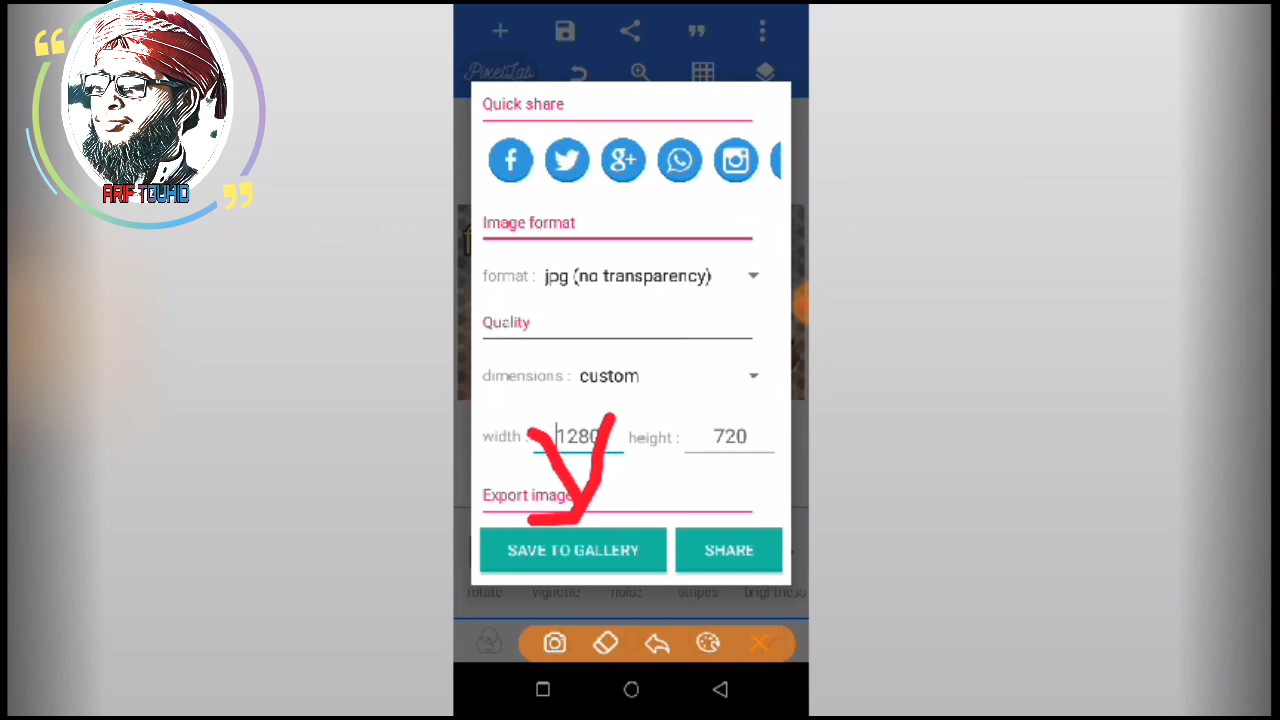 ARIF TOUHID
PixelLab
Quick share
Image format
format : jpg (no transparency)
Quality
dimensions : custom
width : 1280 height : 720
Export image
SAVE TO GALLERY SHARE
rotate vignette noise stripes brightness